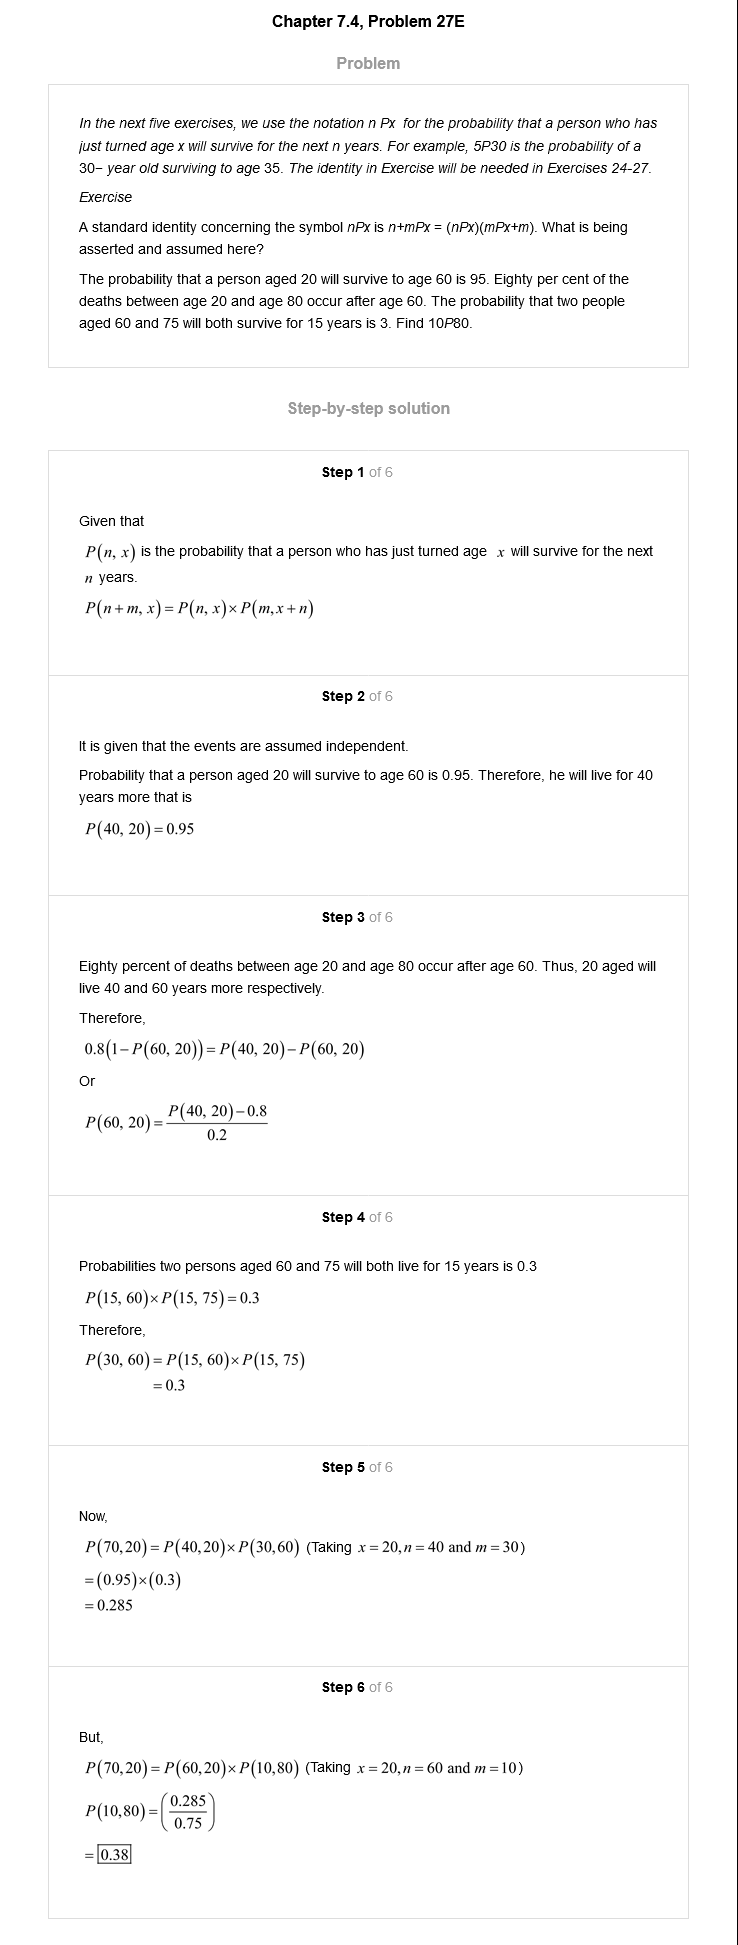 Chapter 7.4, Problem 27E
Problem
In the next five exercises, we use the notation n Px for the probability that a person who has
just turned age x will survive for the next n years. For example, 5P30 is the probability of a
30− year old surviving to age 35. The identity in Exercise will be needed in Exercises 24-27.
Exercise
A standard identity concerning the symbol nPx is n+mPx = (nPx)(mPx+m). What is being
asserted and assumed here?
The probability that a person aged 20 will survive to age 60 is 95. Eighty per cent of the
deaths between age 20 and age 80 occur after age 60. The probability that two people
aged 60 and 75 will both survive for 15 years is 3. Find 10P80.
Step-by-step solution
Step 1 of 6
Given that
P(n, x) is the probability that a person who has just turned age x will survive for the next
n years.
P(n + m, x) = P(n, x) × P(m, x + n)
Step 2 of 6
It is given that the events are assumed independent.
Probability that a person aged 20 will survive to age 60 is 0.95. Therefore, he will live for 40
years more that is
P(40, 20) = 0.95
Step 3 of 6
Eighty percent of deaths between age 20 and age 80 occur after age 60. Thus, 20 aged will
live 40 and 60 years more respectively.
Therefore,
0.8(1 − P(60, 20)) = P(40, 20) − P(60, 20)
Or
P(60, 20) = P(40, 20) − 0.8
0.2
Step 4 of 6
Probabilities two persons aged 60 and 75 will both live for 15 years is 0.3
P(15, 60) × P(15, 75) = 0.3
Therefore,
P(30, 60) = P(15, 60) × P(15, 75)
= 0.3
Step 5 of 6
Now,
P(70,20) = P(40,20) × P(30,60) (Taking x = 20, n = 40 and m = 30)
= (0.95) × (0.3)
= 0.285
Step 6 of 6
But,
P(70,20) = P(60,20) × P(10,80) (Taking x = 20, n = 60 and m = 10)
P(10,80) = (0.285
0.75)
= 0.38